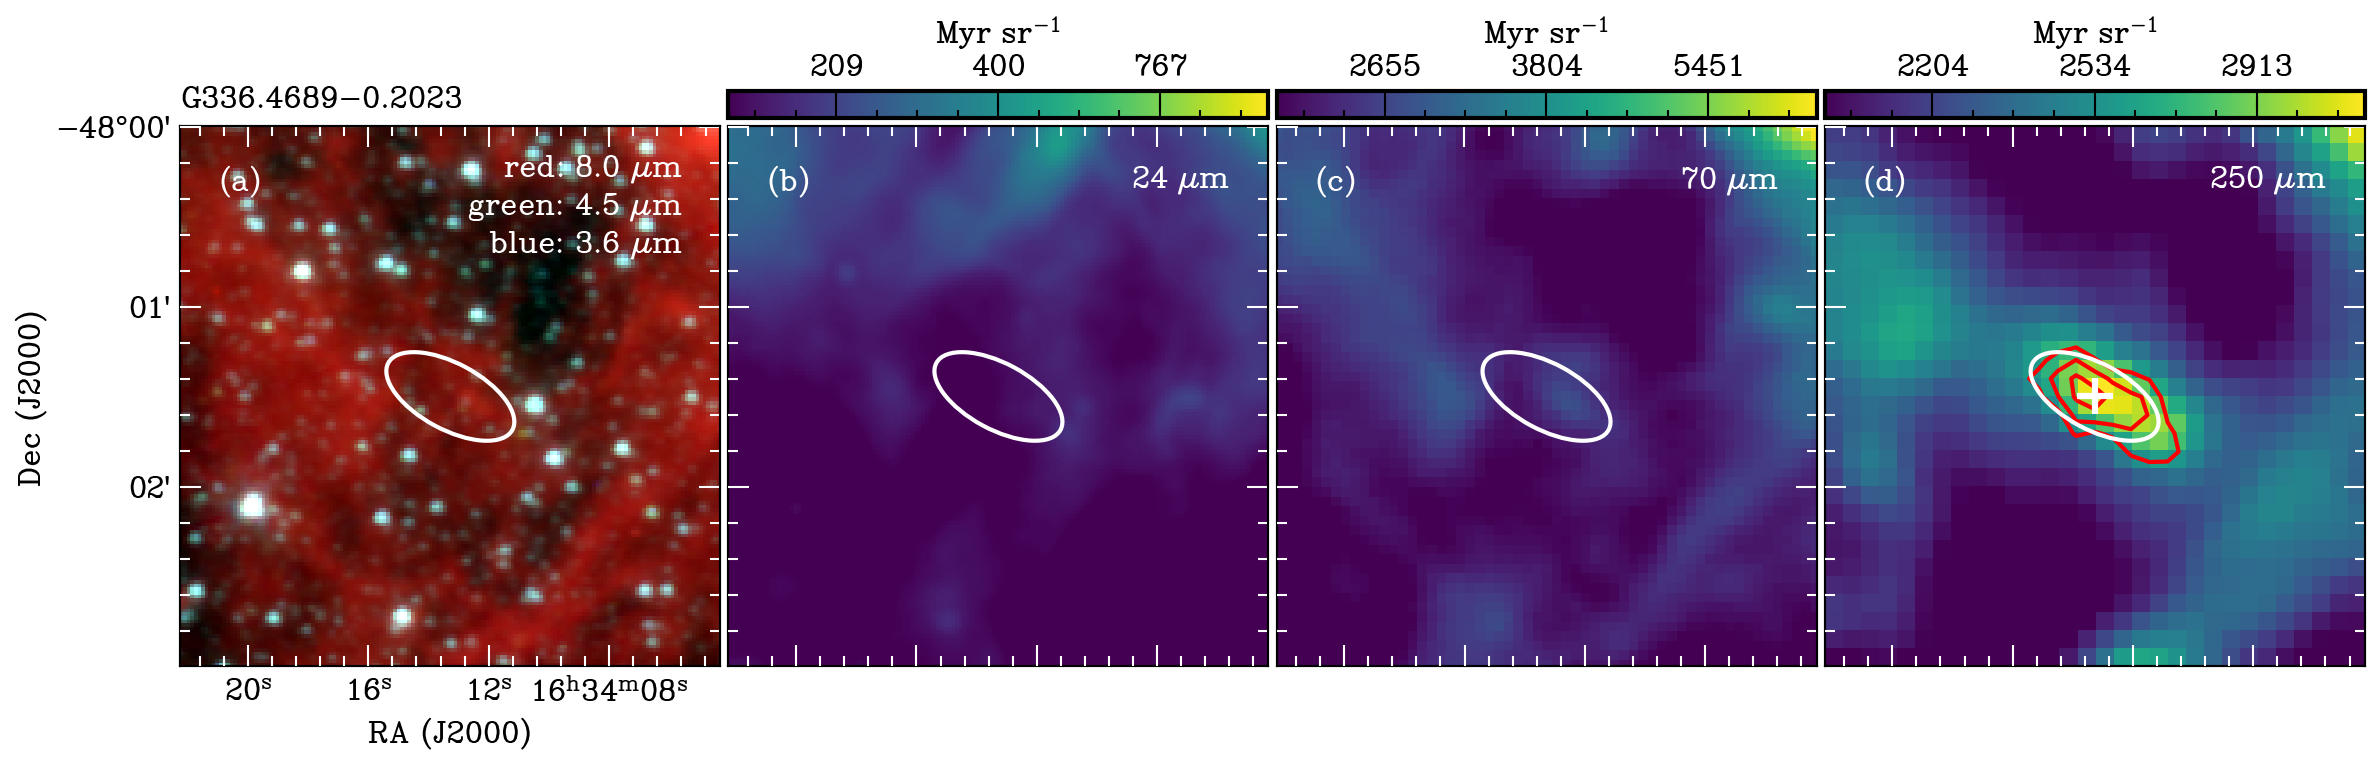 Myr sr⁻¹ Myr sr⁻¹ Myr sr⁻¹
209 400 767 2655 3804 5451 2204 2534 2913
G336.4689−0.2023
−48°00'
01'
02'
Dec (J2000)
(a)
red: 8.0 μm
green: 4.5 μm
blue: 3.6 μm
(b) 24 μm
(c) 70 μm
(d) 250 μm
20ˢ 16ˢ 12ˢ 16ʰ34ᵐ08ˢ
RA (J2000)